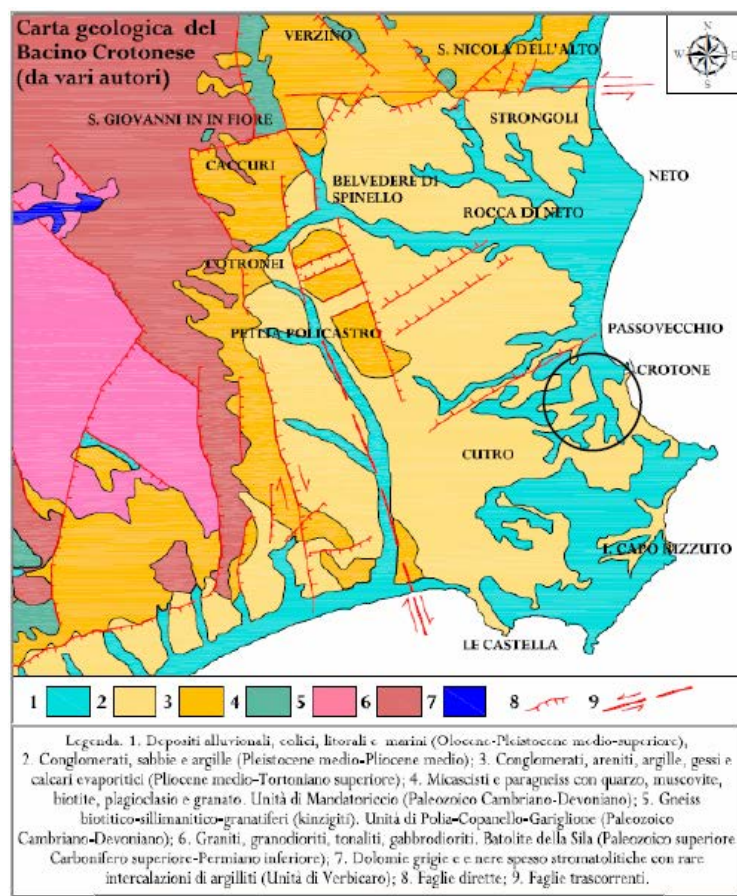 Carta geologica del
Bacino Crotonese
(da vari autori)
VERZINO
S. NICOLA DELL'ALTO
N
W
E
S
S. GIOVANNI IN IN FIORE
STRONGOLI
CACCURI
BELVEDERE DI
SPINELLO
NETO
ROCCA DI NETO
COTRONEI
PETILIA POLICASTRO
PASSOVECCHIO
CROTONE
CUTRO
I. CAPO RIZZUTO
LE CASTELLA
1 2 3 4 5 6 7 8 9
Legenda. 1. Depositi alluvionali, eolici, litorali e marini (Olocene-Pleistocene medio-superiore),
2. Conglomerati, sabbie e argille (Pleistocene medio-Pliocene medio); 3. Conglomerati, areniti, argille, gessi e
calcari evaporitici (Pliocene medio-Tortoniano superiore); 4. Micascisti e paragneiss con quarzo, muscovite,
biotite, plagioclasio e granato. Unità di Mandatoriccio (Paleozoico Cambriano-Devoniano); 5. Gneiss
biotitico-sillimanitico-granatiferi (kinzigiti). Unità di Polia-Copanello-Gariglione (Paleozoico
Cambriano-Devoniano); 6. Graniti, granodioriti, tonaliti, gabbrodioriti. Batolite della Sila (Paleozoico superiore
Carbonifero superiore-Permiano inferiore); 7. Dolomie grigie e e nere spesso stromatolitiche con rare
intercalazioni di argilliti (Unità di Verbicaro); 8. Faglie dirette; 9. Faglie trascorrenti.